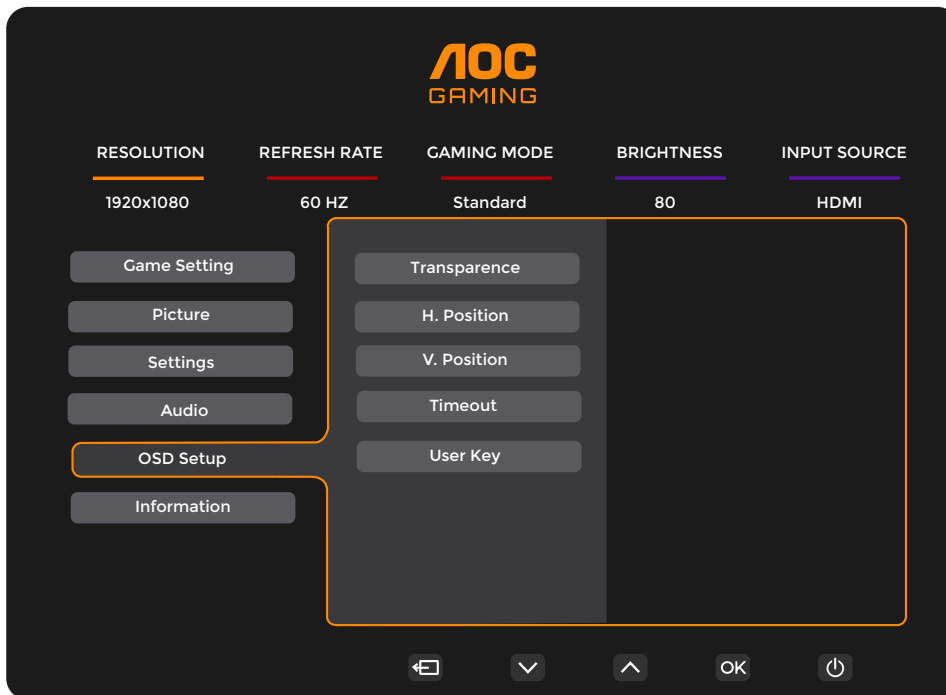 AOC
GAMING
RESOLUTION REFRESH RATE GAMING MODE BRIGHTNESS INPUT SOURCE
1920x1080 60 HZ Standard 80 HDMI
Game Setting Transparence
Picture H. Position
Settings V. Position
Audio Timeout
OSD Setup User Key
Information
OK